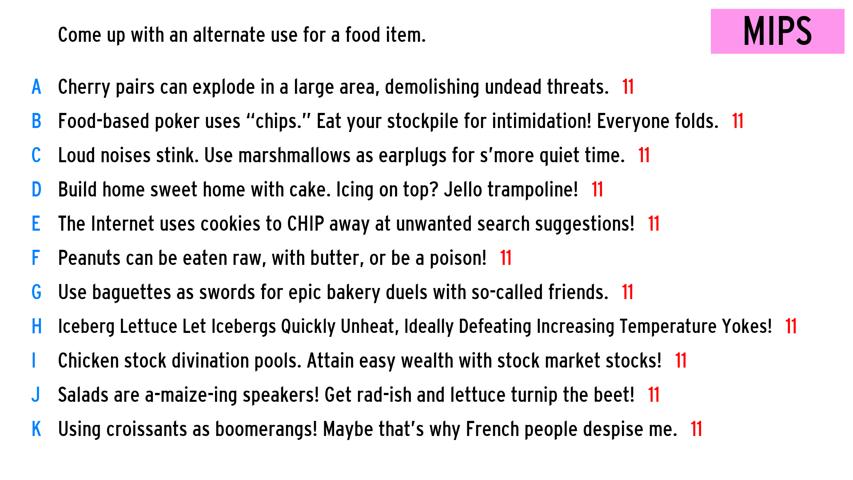 Come up with an alternate use for a food item.
MIPS
A Cherry pairs can explode in a large area, demolishing undead threats. 11
B Food-based poker uses “chips.” Eat your stockpile for intimidation! Everyone folds. 11
C Loud noises stink. Use marshmallows as earplugs for s’more quiet time. 11
D Build home sweet home with cake. Icing on top? Jello trampoline! 11
E The Internet uses cookies to CHIP away at unwanted search suggestions! 11
F Peanuts can be eaten raw, with butter, or be a poison! 11
G Use baguettes as swords for epic bakery duels with so-called friends. 11
H Iceberg Lettuce Let Icebergs Quickly Unheat, Ideally Defeating Increasing Temperature Yokes! 11
I Chicken stock divination pools. Attain easy wealth with stock market stocks! 11
J Salads are a-maize-ing speakers! Get rad-ish and lettuce turnip the beet! 11
K Using croissants as boomerangs! Maybe that’s why French people despise me. 11